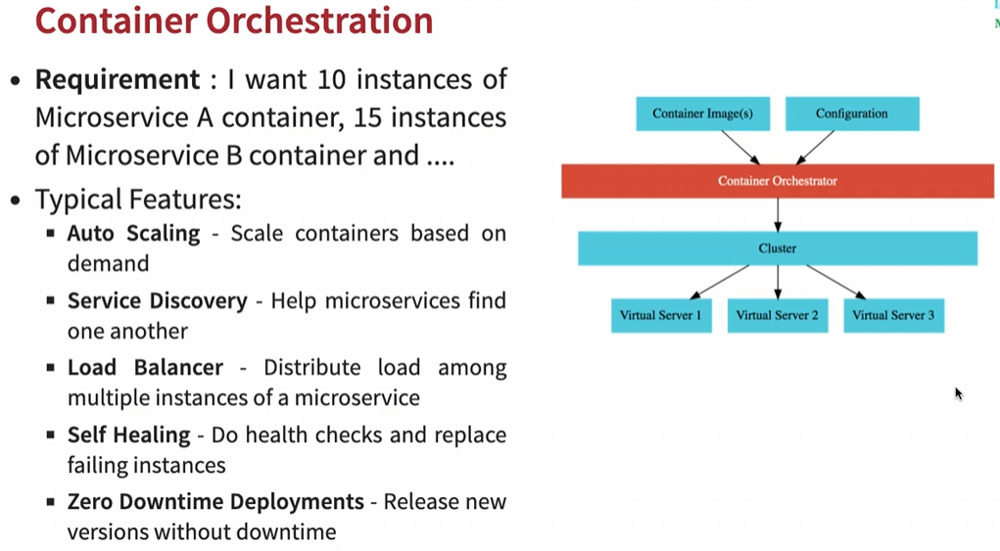 Container Orchestration
• Requirement : I want 10 instances of
Microservice A container, 15 instances
of Microservice B container and ....
• Typical Features:
▪ Auto Scaling - Scale containers based on
demand
▪ Service Discovery - Help microservices find
one another
▪ Load Balancer - Distribute load among
multiple instances of a microservice
▪ Self Healing - Do health checks and replace
failing instances
▪ Zero Downtime Deployments - Release new
versions without downtime
Container Image(s)
Configuration
Container Orchestrator
Cluster
Virtual Server 1
Virtual Server 2
Virtual Server 3